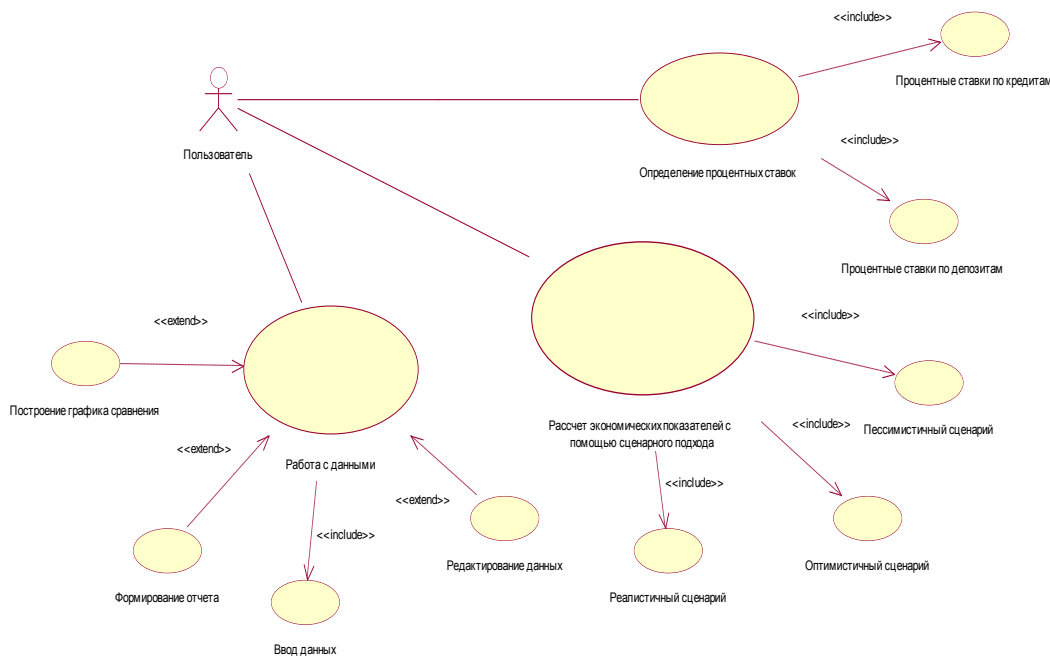 <<include>>
Процентные ставки по кредитам
Пользователь
<<include>>
Определение процентных ставок
Процентные ставки по депозитам
<<extend>>
<<include>>
Построение графика сравнения
Рассчет экономических показателей с
помощью сценарного подхода
Пессимистичный сценарий
<<include>>
<<extend>>
Работа с данными
<<include>>
<<extend>>
<<include>>
Редактирование данных
Оптимистичный сценарий
Формирование отчета
Реалистичный сценарий
Ввод данных